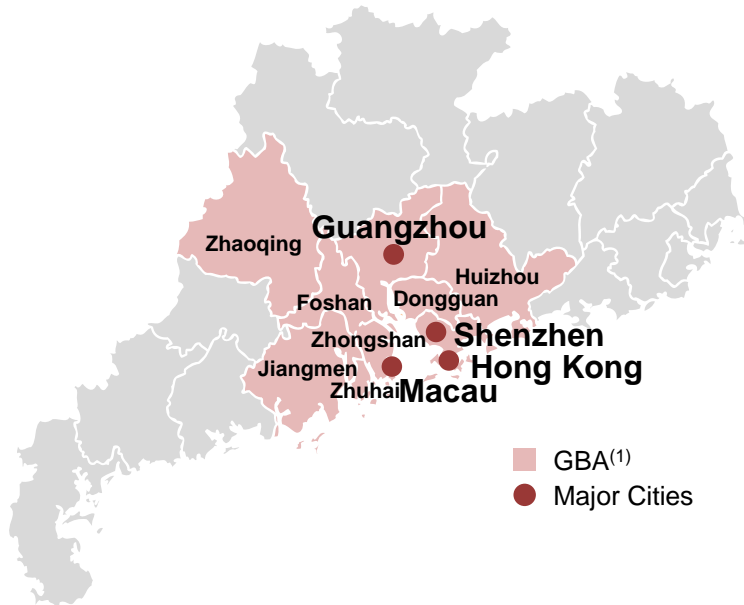 Guangzhou
Zhaoqing
Huizhou
Foshan
Dongguan
Zhongshan
Shenzhen
Jiangmen
Hong Kong
Zhuhai
Macau
GBA(1)
Major Cities